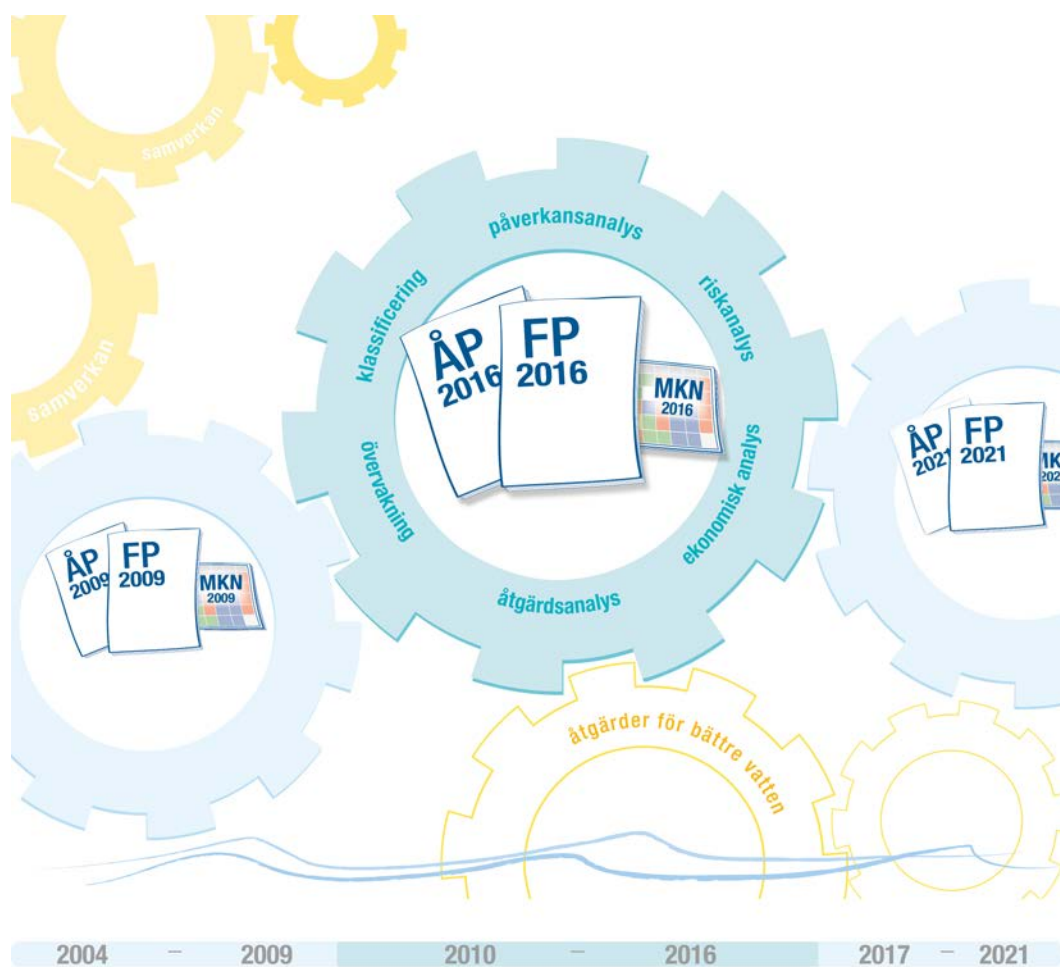 samverkan
samverkan
påverkansanalys
klassificering
riskanalys
övervakning
ekonomisk analys
åtgärdsanalys
ÅP
2016
FP
2016
MKN
2016
ÅP
2009
FP
2009
MKN
2009
ÅP
2021
FP
2021
åtgärder för bättre vatten
2004 – 2009 2010 – 2016 2017 – 2021